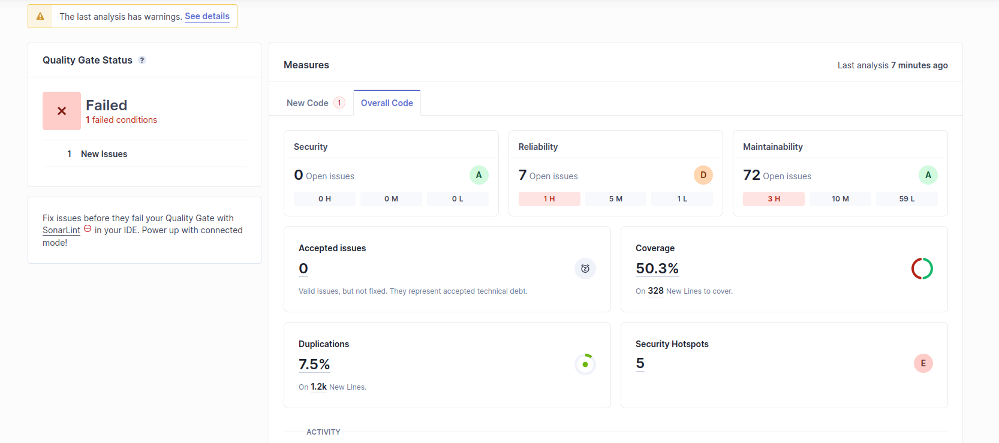 The last analysis has warnings. See details
Quality Gate Status ?
Failed
1 failed conditions
1 New Issues
Fix issues before they fail your Quality Gate with
SonarLint in your IDE. Power up with connected
mode!
Measures
Last analysis 7 minutes ago
New Code 1
Overall Code
Security
0 Open issues A
0 H 0 M 0 L
Reliability
7 Open issues D
1 H 5 M 1 L
Maintainability
72 Open issues A
3 H 10 M 59 L
Accepted issues
0
Valid issues, but not fixed. They represent accepted technical debt.
Coverage
50.3%
On 328 New Lines to cover.
Duplications
7.5%
On 1.2k New Lines.
Security Hotspots
5 E
ACTIVITY